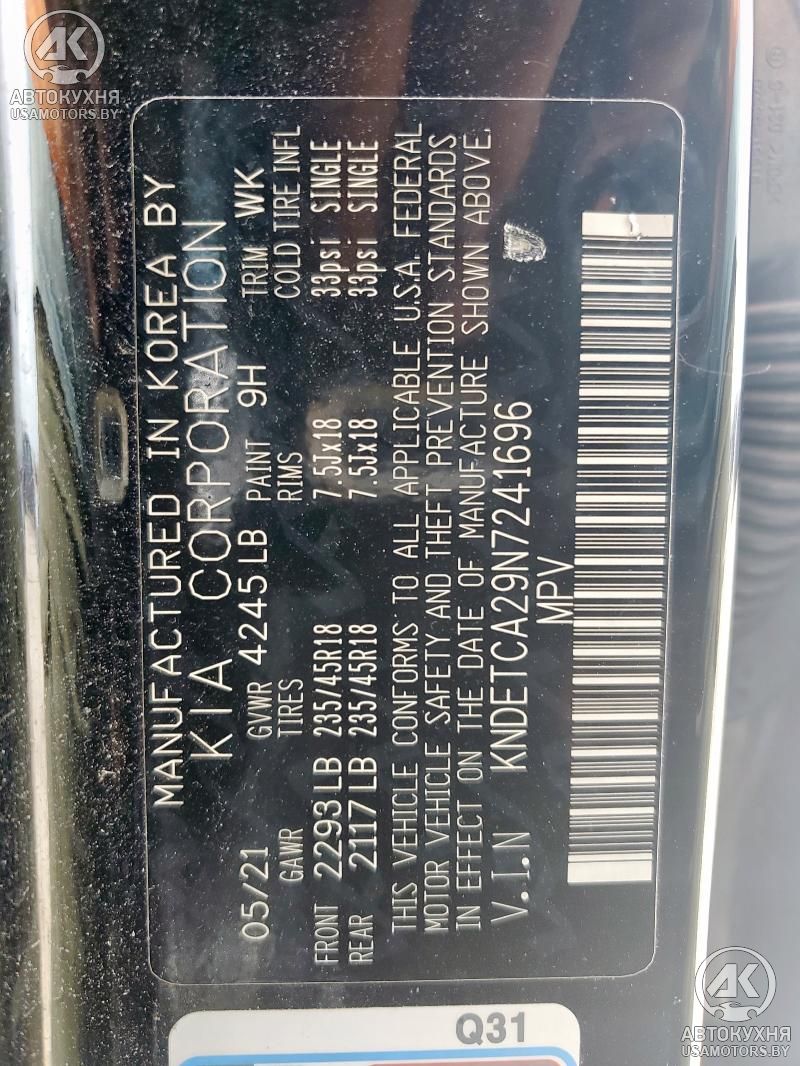 MANUFACTURED IN KOREA BY
KIA CORPORATION
05/21 GVWR 4245LB PAINT 9H TRIM WK
GAWR TIRES RIMS COLD TIRE INFL
FRONT 2293LB 235/45R18 7.5Jx18 33psi SINGLE
REAR 2117LB 235/45R18 7.5Jx18 33psi SINGLE
THIS VEHICLE CONFORMS TO ALL APPLICABLE U.S.A. FEDERAL
MOTOR VEHICLE SAFETY AND THEFT PREVENTION STANDARDS
IN EFFECT ON THE DATE OF MANUFACTURE SHOWN ABOVE.
V.I.N KNDETCA29N7241696
MPV
Q31
АК
АВТОКУХНЯ
USAMOTORS.BY
АК
АВТОКУХНЯ
USAMOTORS.BY